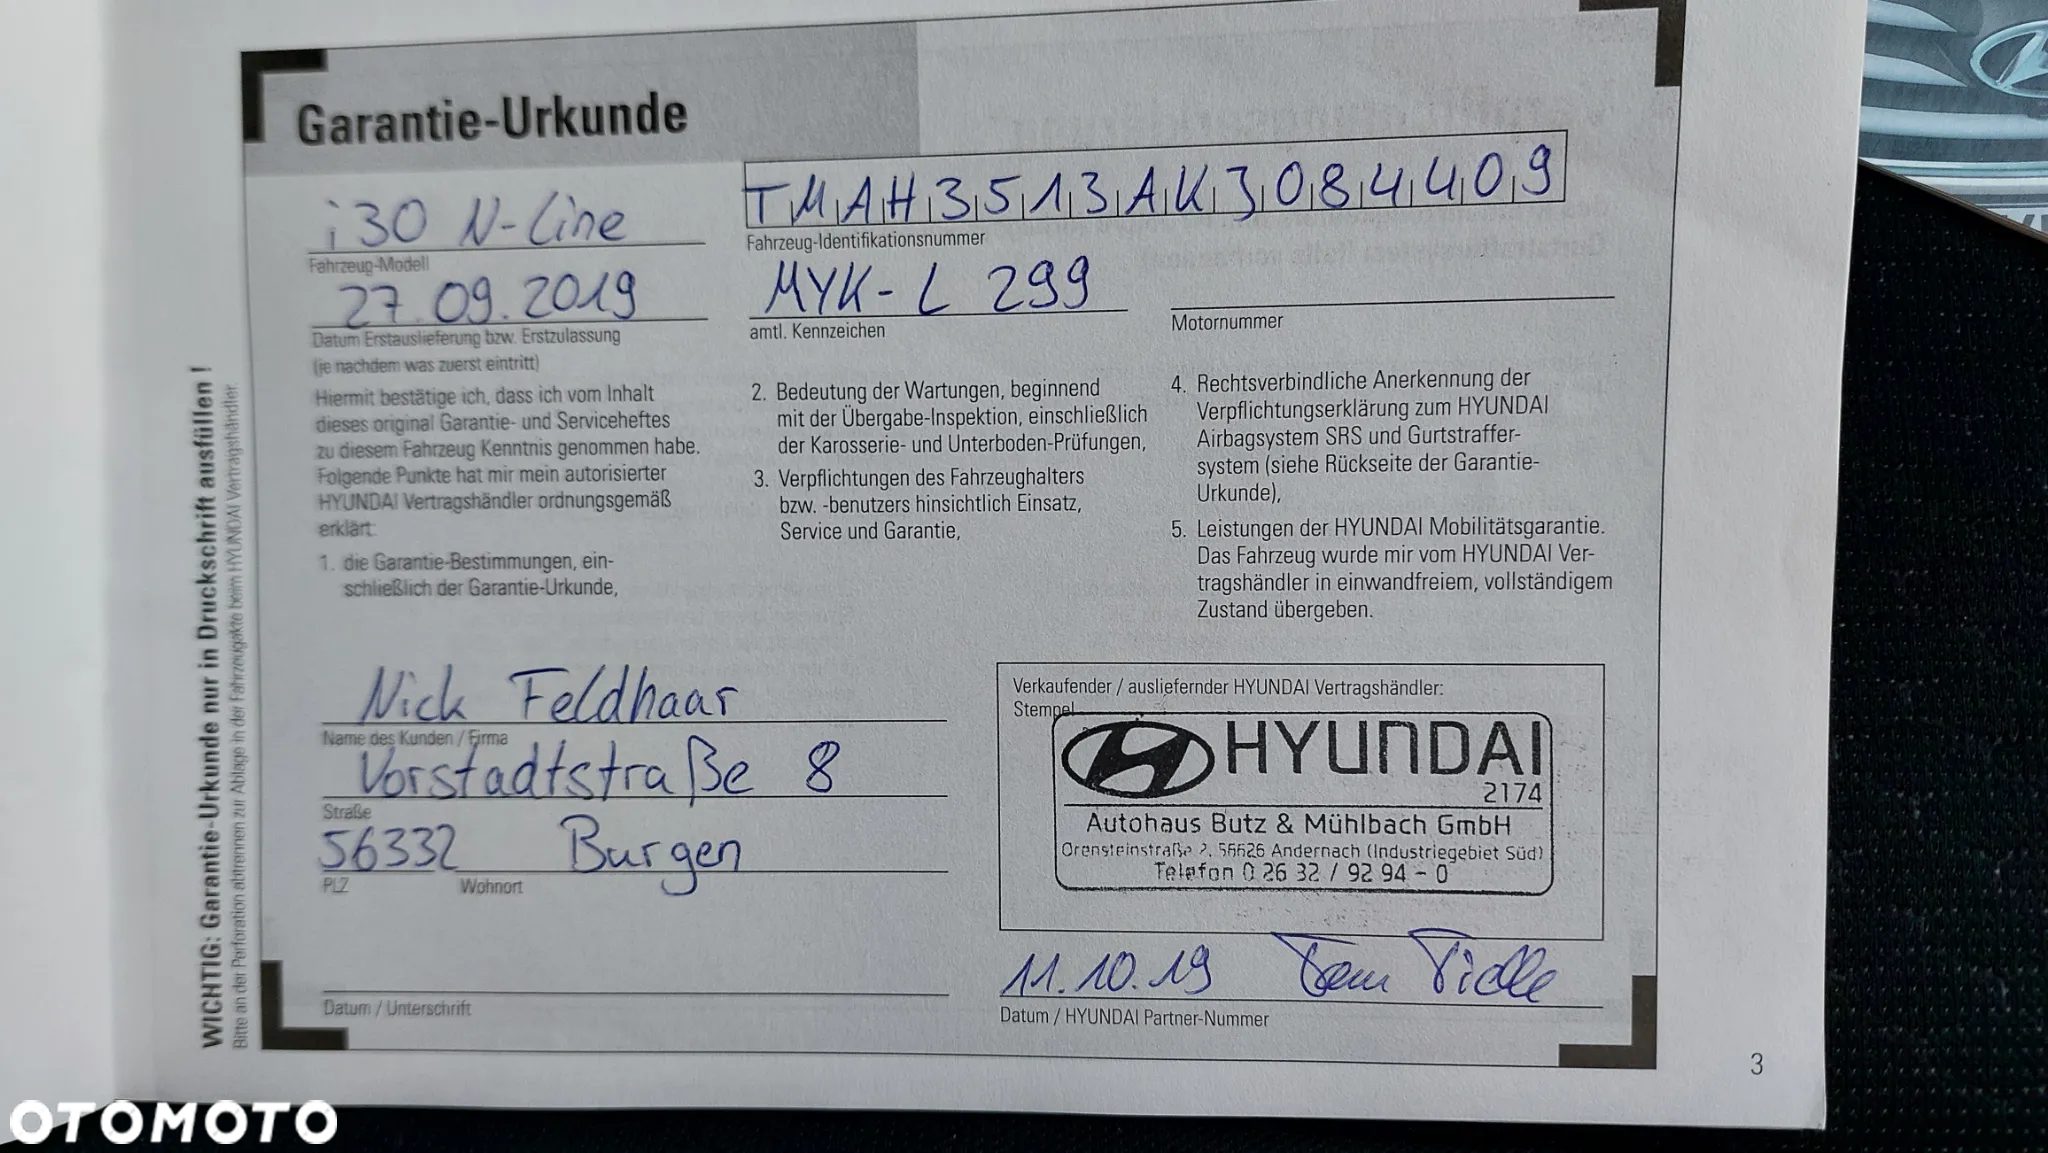 Garantie-Urkunde
i30 N-Line
Fahrzeug-Modell
27.09.2019
Datum Erstauslieferung bzw. Erstzulassung
(je nachdem was zuerst eintritt)
TMAH3513AKJ084409
Fahrzeug-Identifikationsnummer
MYK-L 299
amtl. Kennzeichen
Motornummer
Hiermit bestätige ich, dass ich vom Inhalt
dieses original Garantie- und Serviceheftes
zu diesem Fahrzeug Kenntnis genommen habe.
Folgende Punkte hat mir mein autorisierter
HYUNDAI Vertragshändler ordnungsgemäß
erklärt:
1. die Garantie-Bestimmungen, ein-
schließlich der Garantie-Urkunde,
2. Bedeutung der Wartungen, beginnend
mit der Übergabe-Inspektion, einschließlich
der Karosserie- und Unterboden-Prüfungen,
3. Verpflichtungen des Fahrzeughalters
bzw. -benutzers hinsichtlich Einsatz,
Service und Garantie,
4. Rechtsverbindliche Anerkennung der
Verpflichtungserklärung zum HYUNDAI
Airbagsystem SRS und Gurtstraffer-
system (siehe Rückseite der Garantie-
Urkunde),
5. Leistungen der HYUNDAI Mobilitätsgarantie.
Das Fahrzeug wurde mir vom HYUNDAI Ver-
tragshändler in einwandfreiem, vollständigem
Zustand übergeben.
Nick Feldhaar
Name des Kunden / Firma
Vorstadtstraße 8
Straße
56332 Burgen
PLZ Wohnort
Datum / Unterschrift
Verkaufender / ausliefernder HYUNDAI Vertragshändler:
Stempel
HYUNDAI
2174
Autohaus Butz & Mühlbach GmbH
Orensteinstraße 2, 56626 Andernach (Industriegebiet Süd)
Telefon 0 26 32 / 92 94 - 0
11.10.19
Datum / HYUNDAI Partner-Nummer
WICHTIG: Garantie-Urkunde nur in Druckschrift ausfüllen !
Bitte an der Perforation abtrennen zur Ablage in der Fahrzeugakte beim HYUNDAI Vertragshändler
3
OTOMOTO